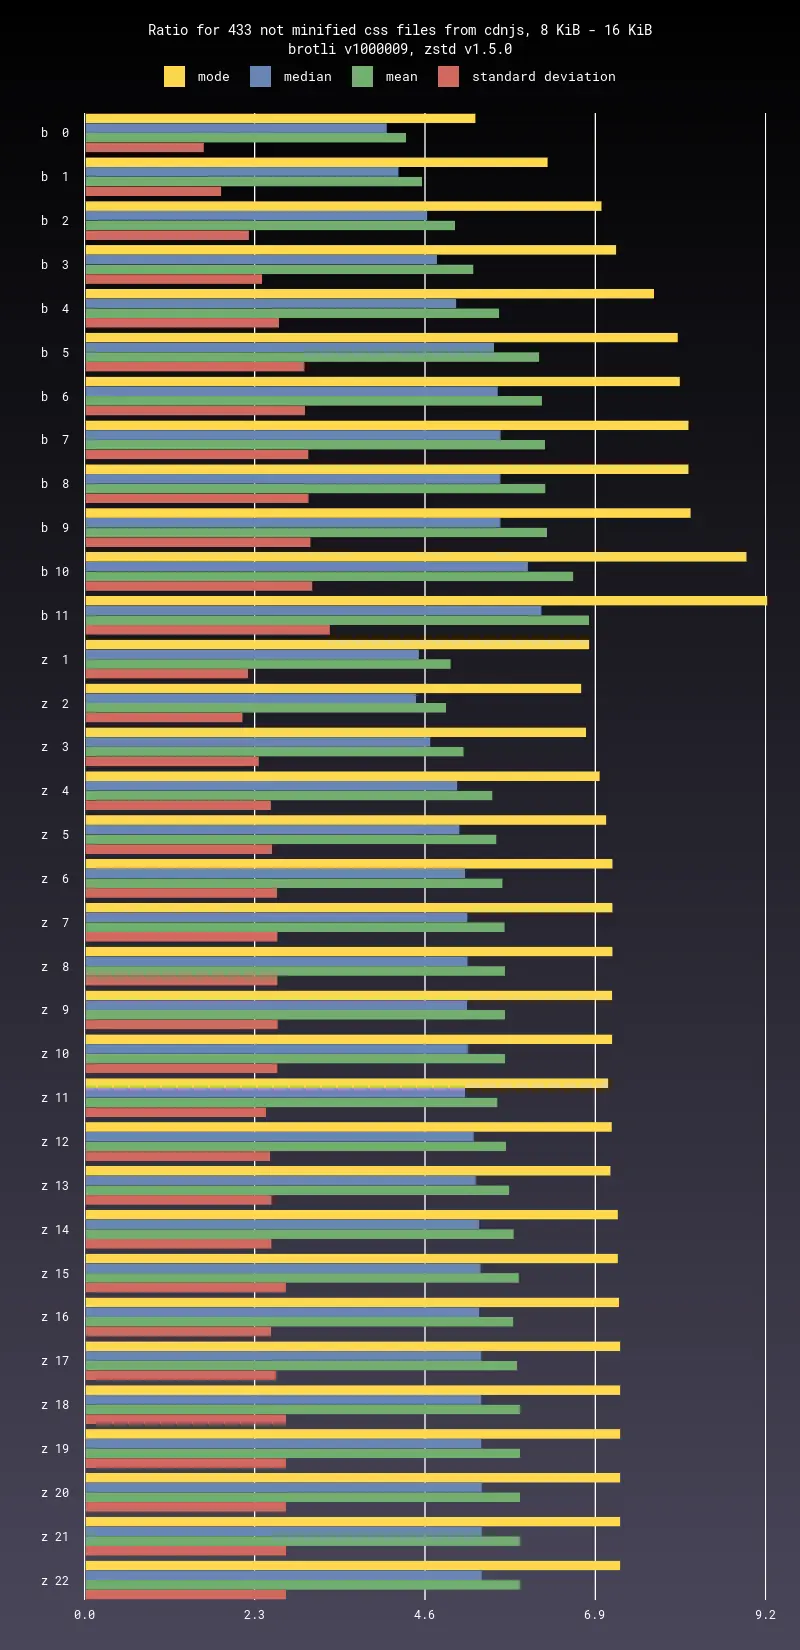 Ratio for 433 not minified css files from cdnjs, 8 KiB - 16 KiB
brotli v1000009, zstd v1.5.0
mode median mean standard deviation
b 0
b 1
b 2
b 3
b 4
b 5
b 6
b 7
b 8
b 9
b 10
b 11
z 1
z 2
z 3
z 4
z 5
z 6
z 7
z 8
z 9
z 10
z 11
z 12
z 13
z 14
z 15
z 16
z 17
z 18
z 19
z 20
z 21
z 22
0.0 2.3 4.6 6.9 9.2